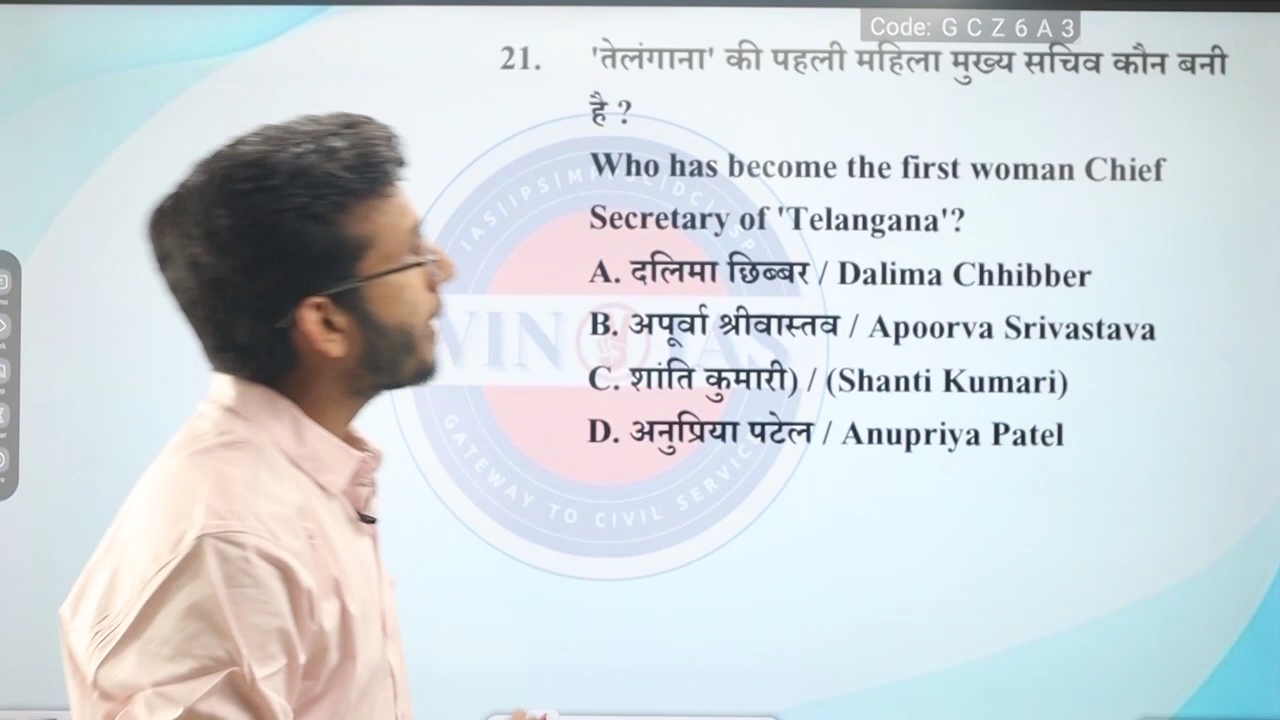 Code: G C Z 6 A 3
21. 'तेलंगाना' की पहली महिला मुख्य सचिव कौन बनी
है ?
Who has become the first woman Chief
Secretary of 'Telangana'?
A. दलिमा छिब्बर / Dalima Chhibber
B. अपूर्वा श्रीवास्तव / Apoorva Srivastava
C. शांति कुमारी) / (Shanti Kumari)
D. अनुप्रिया पटेल / Anupriya Patel
GATEWAY TO CIVIL SERVICE